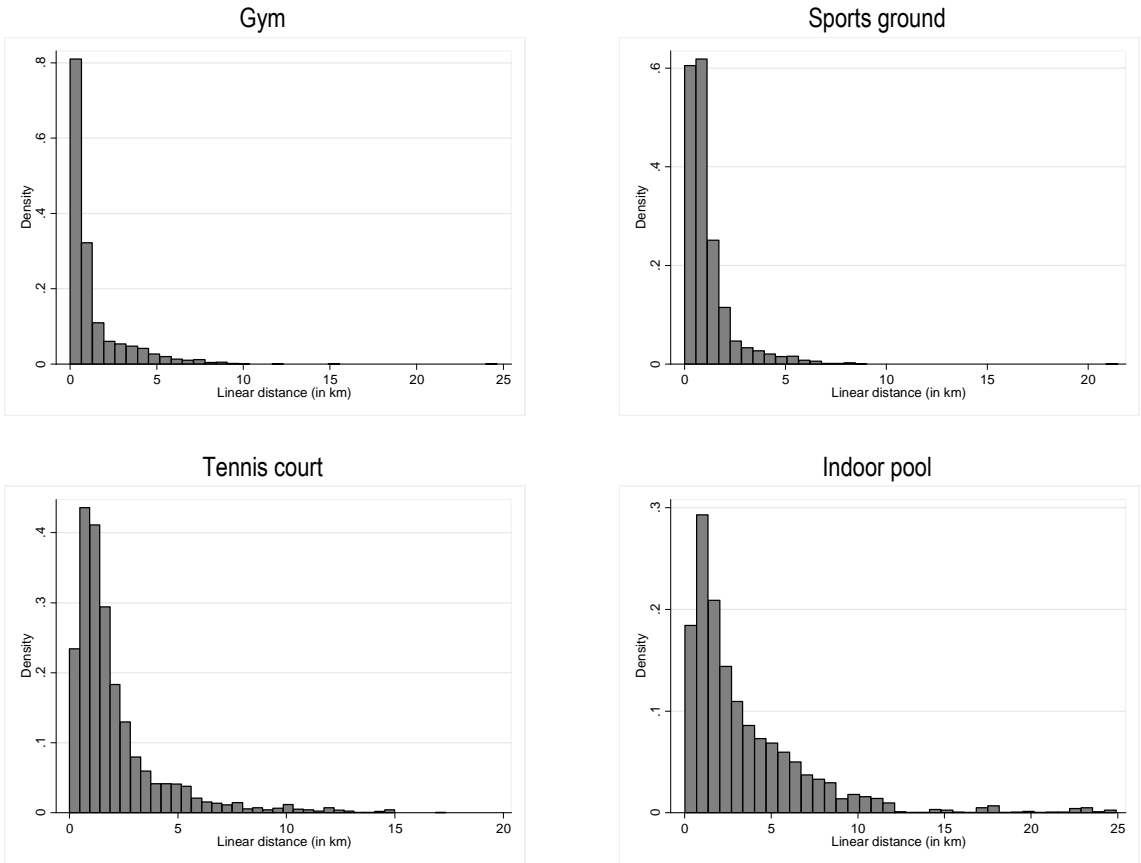 Gym
.8
.6
.4
.2
0
Density
0 5 10 15 20 25
Linear distance (in km)
Sports ground
.6
.4
.2
0
Density
0 5 10 15 20
Linear distance (in km)
Tennis court
.4
.3
.2
.1
0
Density
0 5 10 15 20
Linear distance (in km)
Indoor pool
.3
.2
.1
0
Density
0 5 10 15 20 25
Linear distance (in km)